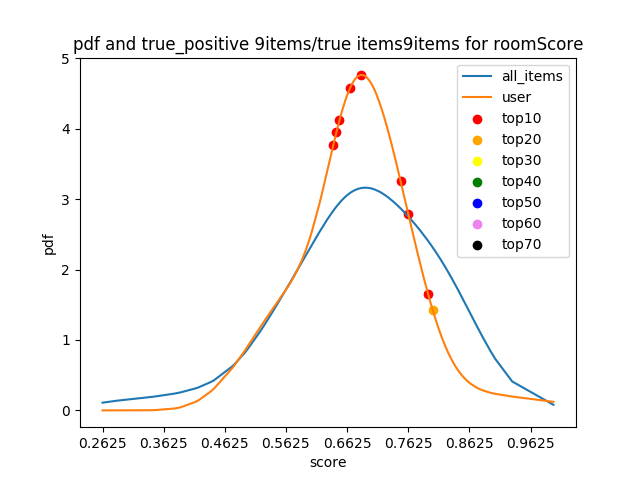 pdf and true_positive 9items/true items9items for roomScore
pdf
5
4
3
2
1
0
all_items
user
top10
top20
top30
top40
top50
top60
top70
0.2625 0.3625 0.4625 0.5625 0.6625 0.7625 0.8625 0.9625
score